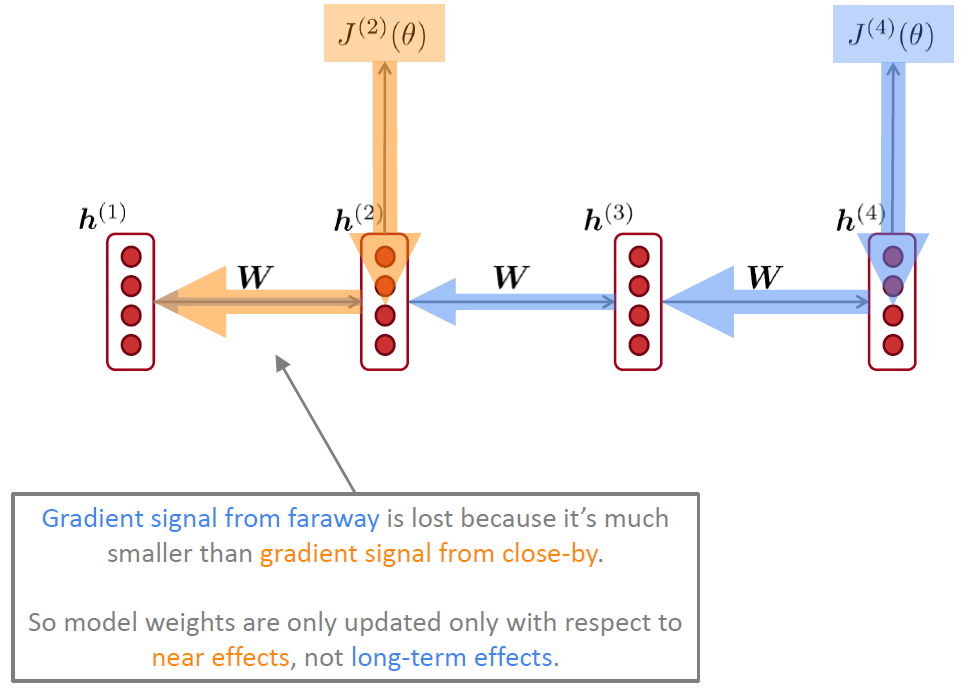 J⁽²⁾(θ)
J⁽⁴⁾(θ)
h⁽¹⁾
h⁽²⁾
h⁽³⁾
h⁽⁴⁾
W
W
W
Gradient signal from faraway is lost because it’s much
smaller than gradient signal from close-by.
So model weights are only updated only with respect to
near effects, not long-term effects.